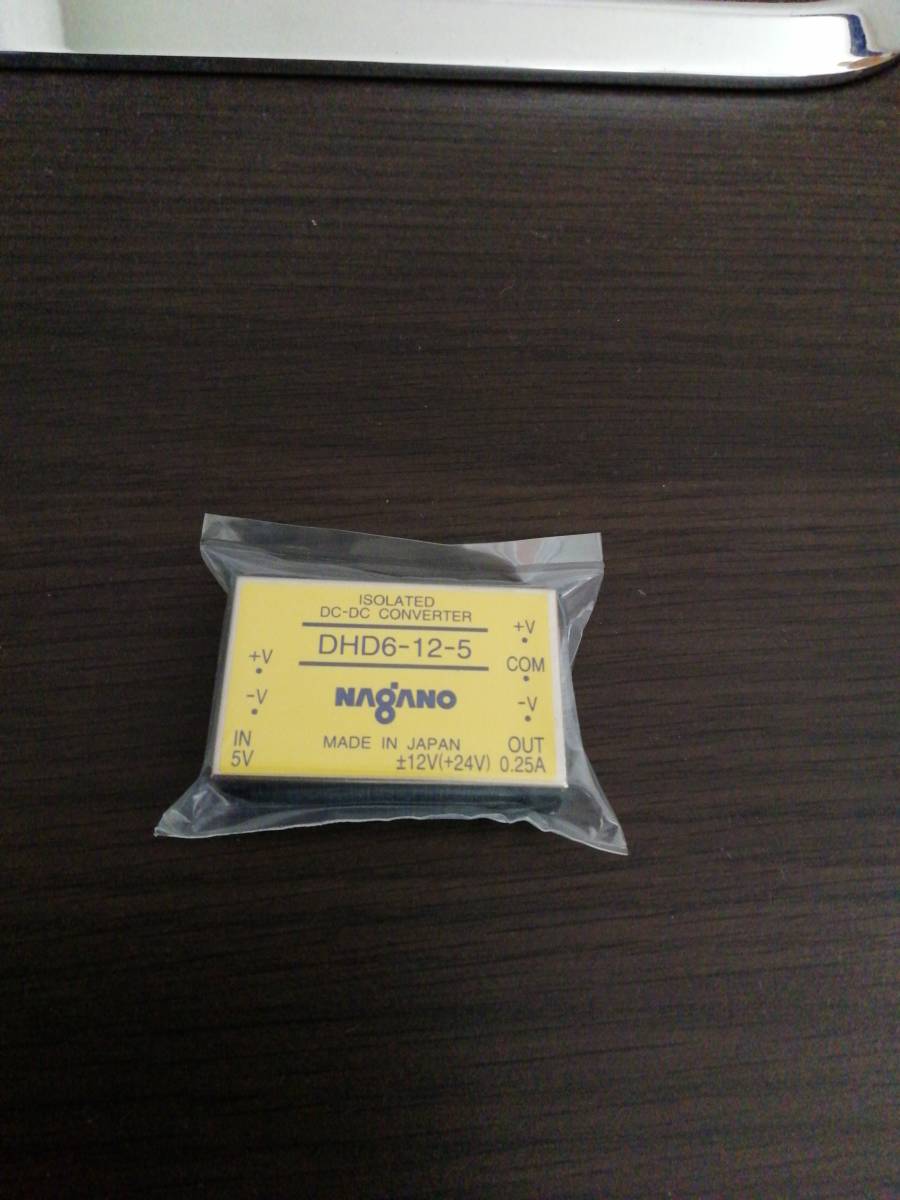 ISOLATED
DC-DC CONVERTER
DHD6-12-5
+V
-V
+V
COM
-V
NAGANO
IN
5V
MADE IN JAPAN
OUT
±12V(+24V) 0.25A